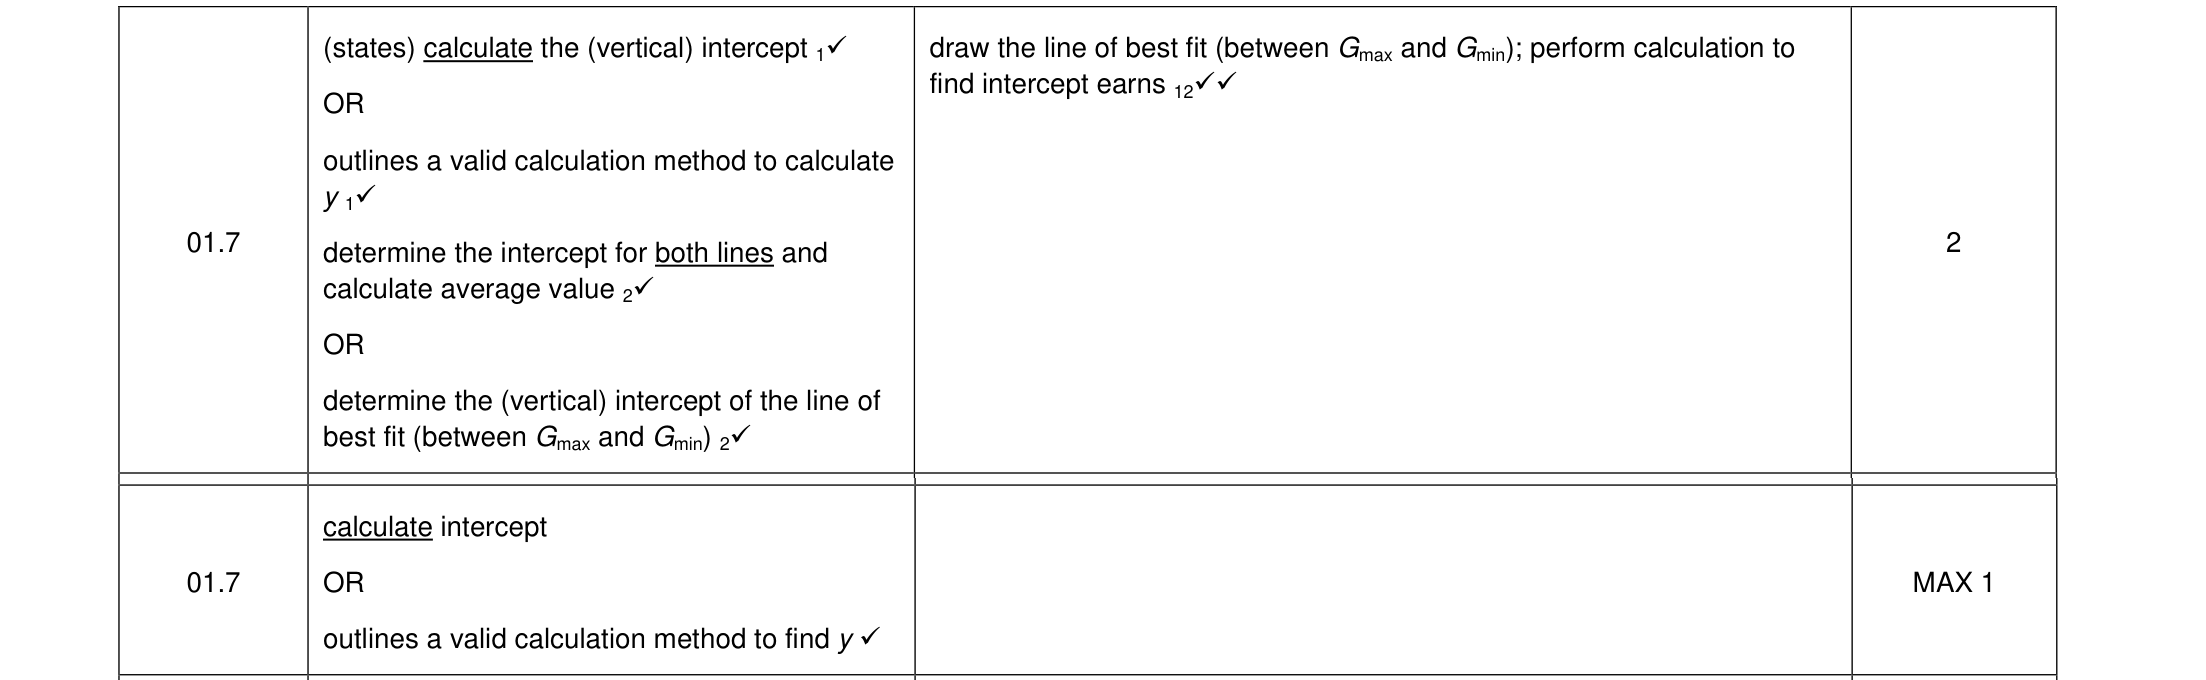 01.7
(states) calculate the (vertical) intercept 1✓
OR
outlines a valid calculation method to calculate
y 1✓
determine the intercept for both lines and
calculate average value 2✓
OR
determine the (vertical) intercept of the line of
best fit (between Gmax and Gmin) 2✓
draw the line of best fit (between Gmax and Gmin); perform calculation to
find intercept earns 12✓✓
2
01.7
calculate intercept
OR
outlines a valid calculation method to find y ✓
MAX 1